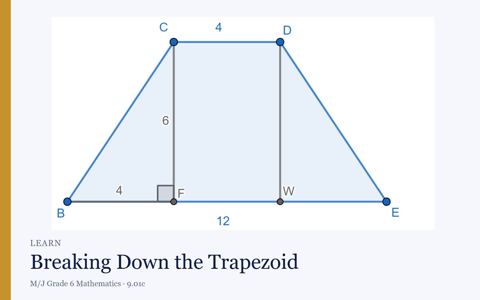 C 4 D
6
4 F W
B 12 E
LEARN
Breaking Down the Trapezoid
M/J Grade 6 Mathematics - 9.01c